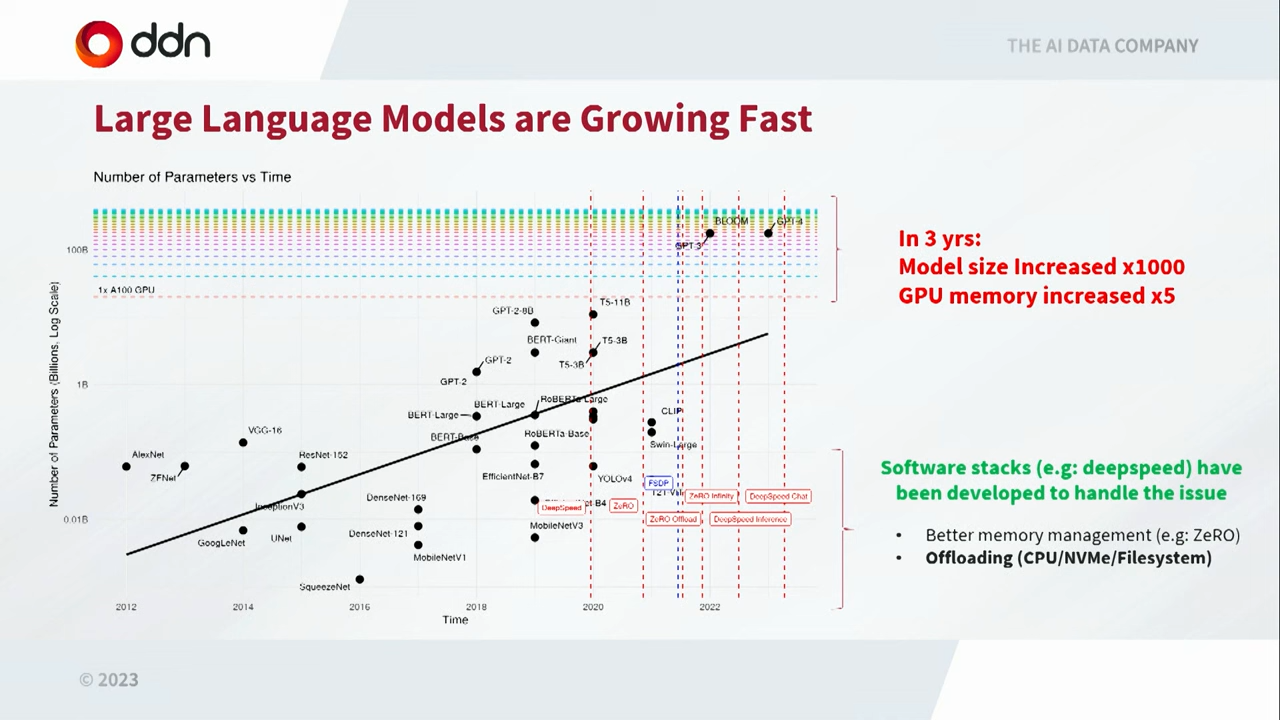 ddn
THE AI DATA COMPANY
Large Language Models are Growing Fast
Number of Parameters vs Time
Number of Parameters (Billions, Log Scale)
100B
1B
0.01B
1x A100 GPU
BLOOM
GPT-4
GPT-3
GPT-2-8B
T5-11B
BERT-Giant
T5-3B
T5-3B
GPT-2
GPT-2
BERT-Large
BERT-Large
RoBERTa-Large
CLIP
VGG-16
BERT-Base
RoBERTa-Base
Swin-Large
AlexNet
ZFNet
ResNet-152
EfficientNet-B7
YOLOv4
FSDP
InceptionV3
DenseNet-169
DeepSpeed
ZeRO
ZeRO Infinity
DeepSpeed Chat
ZeRO Offload
DeepSpeed Inference
GoogLeNet
UNet
DenseNet-121
MobileNetV3
MobileNetV1
SqueezeNet
2012
2014
2016
2018
2020
2022
Time
In 3 yrs:
Model size Increased x1000
GPU memory increased x5
Software stacks (e.g: deepspeed) have
been developed to handle the issue
• Better memory management (e.g: ZeRO)
• Offloading (CPU/NVMe/Filesystem)
© 2023